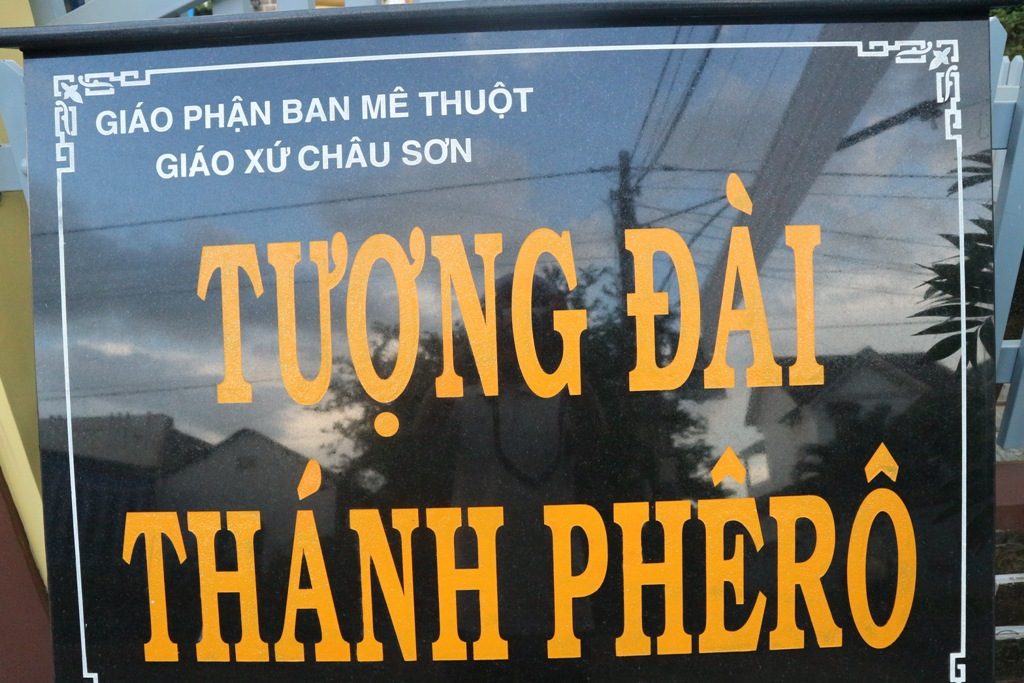 GIÁO PHẬN BAN MÊ THUỘT
GIÁO XỨ CHÂU SƠN
TƯỢNG ĐÀI
THÁNH PHÊRÔ